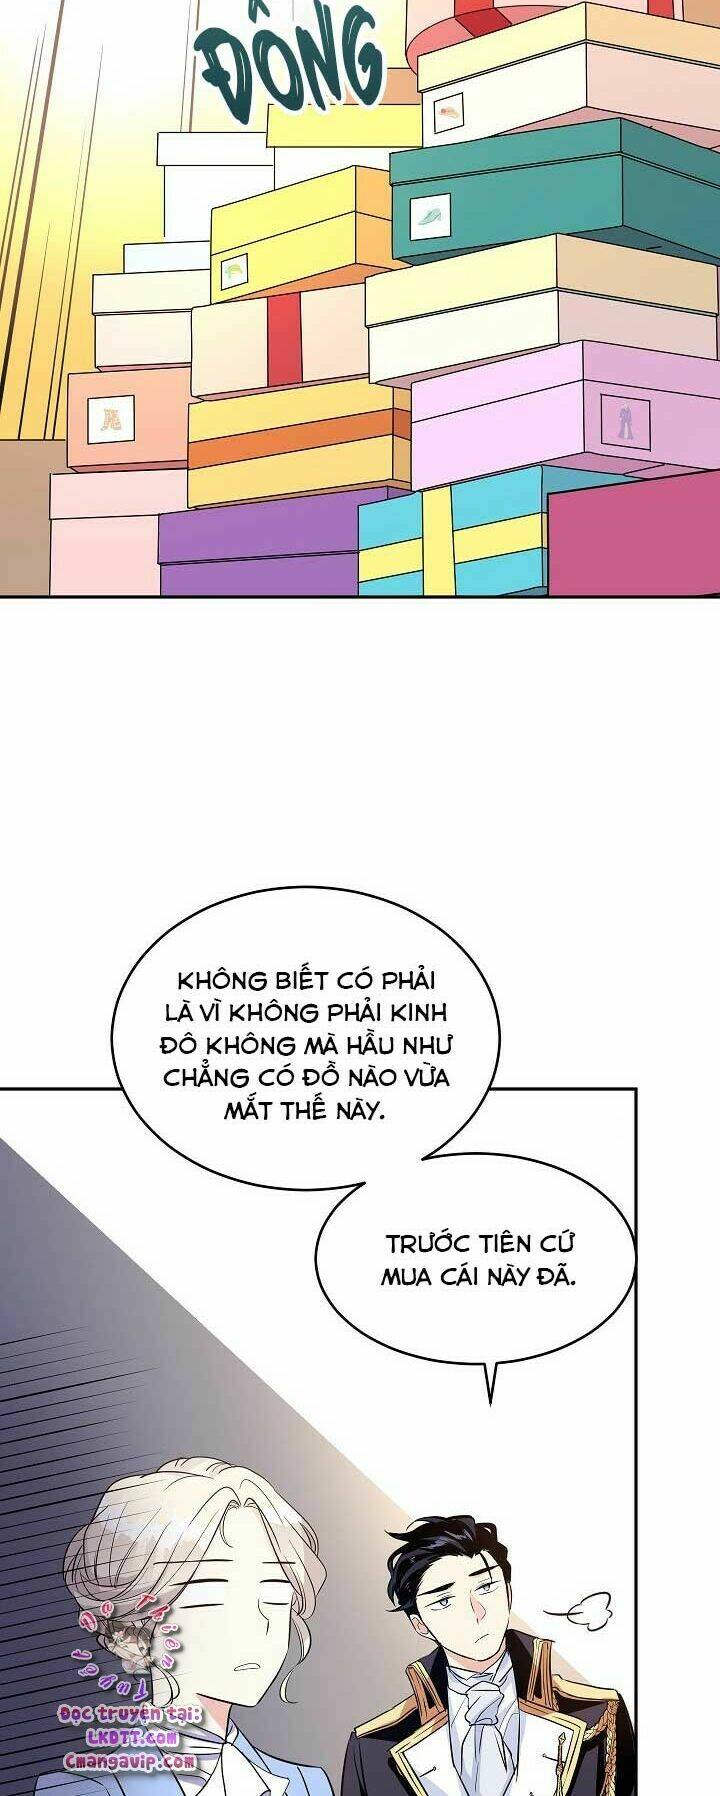 ĐỒNG
KHÔNG BIẾT CÓ PHẢI
LÀ VÌ KHÔNG PHẢI KINH
ĐÔ KHÔNG MÀ HẦU NHƯ
CHẲNG CÓ ĐỒ NÀO VỪA
MẮT THẾ NÀY.
TRƯỚC TIÊN CỨ
MUA CÁI NÀY ĐÃ.
Đọc truyện tại:
LKDTT.com
Cmangavip.com